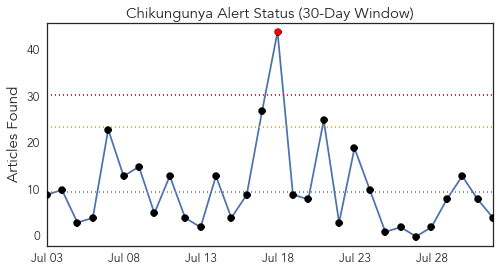 Chikungunya Alert Status (30-Day Window)
Articles Found
40
30
20
10
0
Jul 03 Jul 08 Jul 13 Jul 18 Jul 23 Jul 28